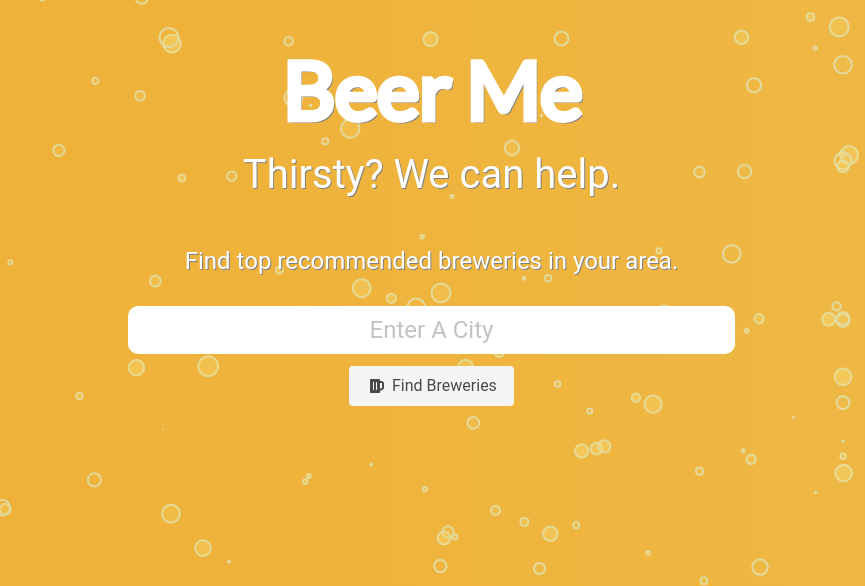 Beer Me
Thirsty? We can help.
Find top recommended breweries in your area.
Enter A City
Find Breweries